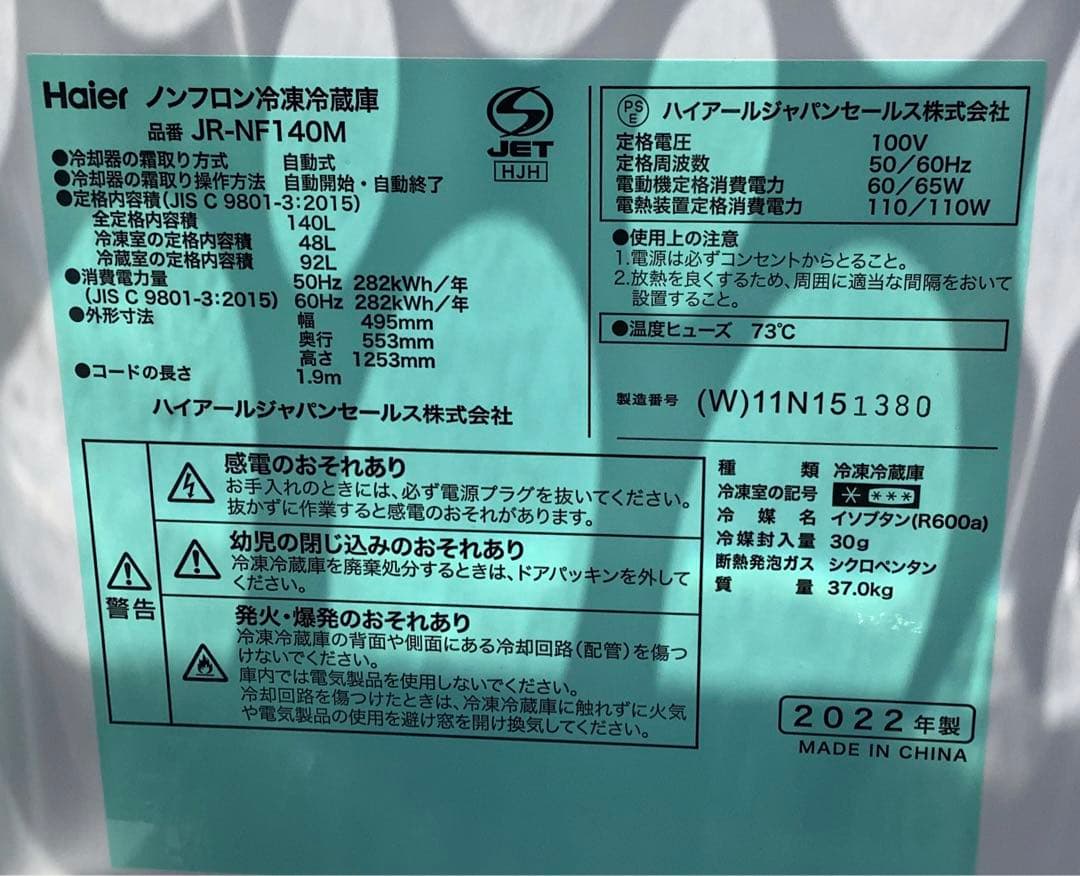 Haier ノンフロン冷凍冷蔵庫
品番 JR-NF140M
●冷却器の霜取り方式 自動式
●冷却器の霜取り操作方法 自動開始・自動終了
●定格内容積(JIS C 9801-3:2015)
全定格内容積 140L
冷凍室の定格内容積 48L
冷蔵室の定格内容積 92L
●消費電力量 50Hz 282kWh/年
(JIS C 9801-3:2015) 60Hz 282kWh/年
●外形寸法 幅 495mm
奥行 553mm
高さ 1253mm
●コードの長さ 1.9m
ハイアールジャパンセールス株式会社
JET
HJH
PSE ハイアールジャパンセールス株式会社
定格電圧 100V
定格周波数 50/60Hz
電動機定格消費電力 60/65W
電熱装置定格消費電力 110/110W
●使用上の注意
1.電源は必ずコンセントからとること。
2.放熱を良くするため、周囲に適当な間隔をおいて
設置すること。
●温度ヒューズ 73℃
製造番号 (W)11N151380
警告
感電のおそれあり
お手入れのときには、必ず電源プラグを抜いてください。
抜かずに作業すると感電のおそれがあります。
幼児の閉じ込みのおそれあり
冷凍冷蔵庫を廃棄処分するときは、ドアパッキンを外して
ください。
発火・爆発のおそれあり
冷凍冷蔵庫の背面や側面にある冷却回路(配管)を傷つ
けないでください。
庫内では電気製品を使用しないでください。
冷却回路を傷つけたときは、冷凍冷蔵庫に触れずに火気
や電気製品の使用を避け窓を開け換気してください。
種類 冷凍冷蔵庫
冷凍室の記号 * ***
冷媒名 イソブタン(R600a)
冷媒封入量 30g
断熱発泡ガス シクロペンタン
質量 37.0kg
2022年製
MADE IN CHINA